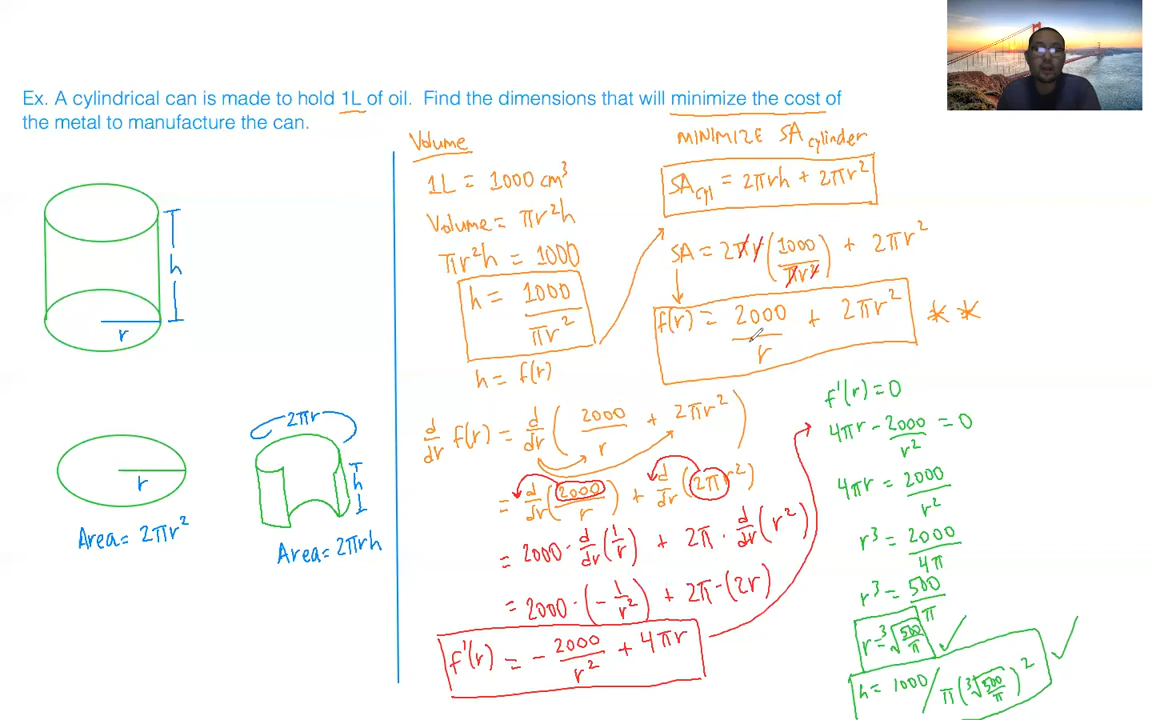 Ex. A cylindrical can is made to hold 1L of oil. Find the dimensions that will minimize the cost of
the metal to manufacture the can.
h
r
2πr
r
h
Area = 2πr²
Area = 2πrh
Volume
1L = 1000 cm³
Volume = πr²h
πr²h = 1000
h = 1000/πr²
h = f(r)
MINIMIZE SA cylinder
SA cyl = 2πrh + 2πr²
SA = 2πr (1000/πr²) + 2πr²
f(r) = 2000/r + 2πr² **
d/dr f(r) = d/dr (2000/r + 2πr²)
= d/dr (2000/r) + d/dr (2πr²)
= 2000 · d/dr (1/r) + 2π · d/dr (r²)
= 2000 · (-1/r²) + 2π · (2r)
f'(r) = -2000/r² + 4πr
f'(r) = 0
4πr - 2000/r² = 0
4πr = 2000/r²
r³ = 2000/4π
r³ = 500/π
r = ³√(500/π)
h = 1000/π(³√(500/π))²